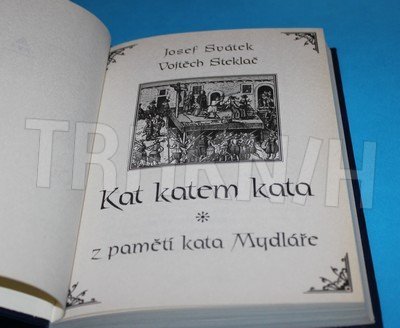 Josef Svátek
Vojtěch Steklač
Kat katem kata
*
z pamětí kata Mydláře